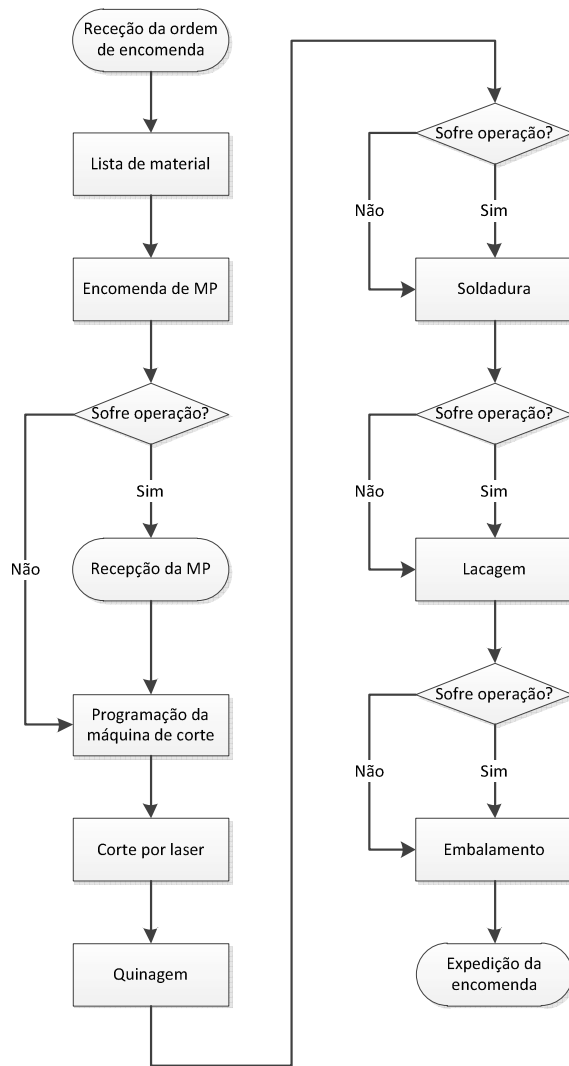 Receção da ordem
de encomenda
Lista de material
Encomenda de MP
Sofre operação?
Sim
Não
Recepção da MP
Programação da
máquina de corte
Corte por laser
Quinagem
Sofre operação?
Não
Sim
Soldadura
Sofre operação?
Não
Sim
Lacagem
Sofre operação?
Não
Sim
Embalamento
Expedição da
encomenda